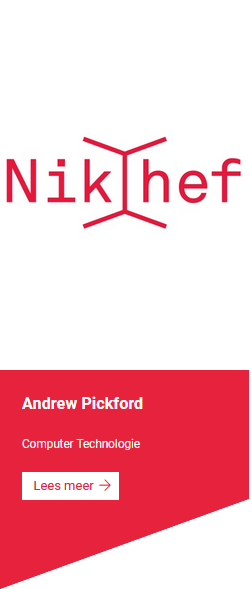 Nikhef
Andrew Pickford
Computer Technologie
Lees meer →